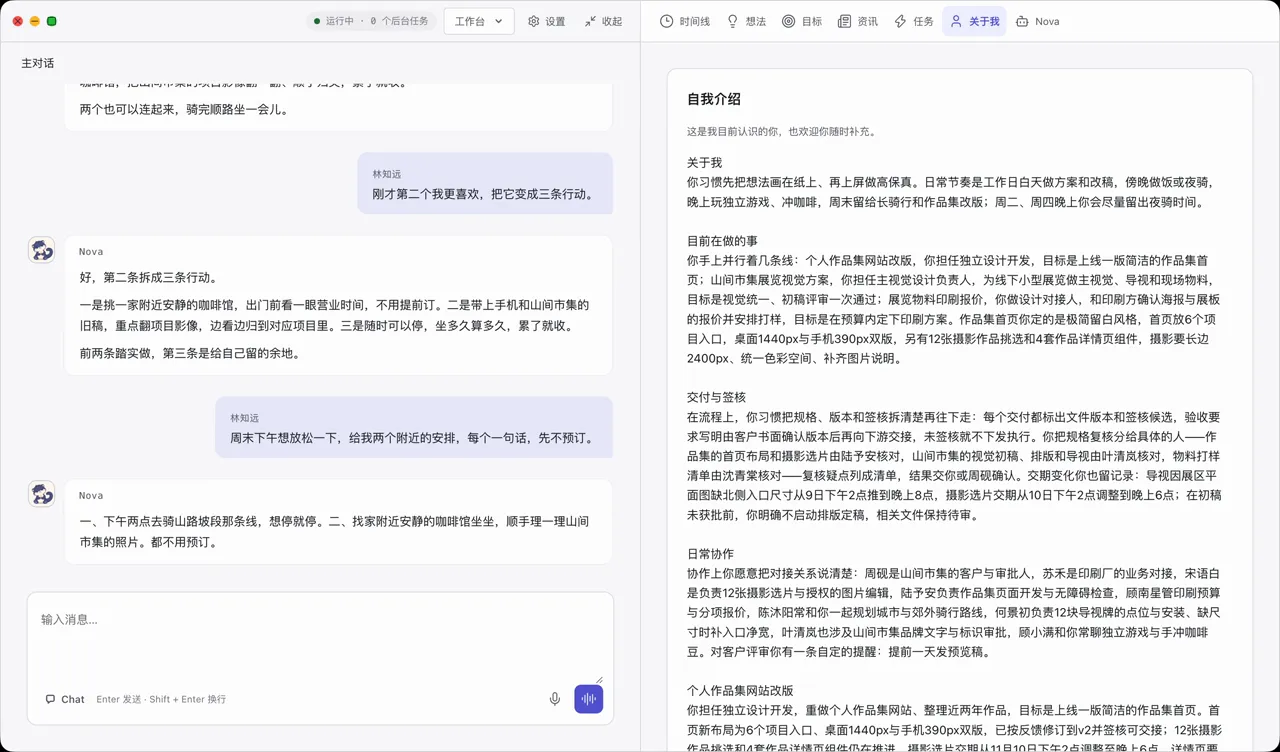 运行中 · 0 个后台任务
工作台
设置
收起
时间线
想法
目标
资讯
任务
关于我
Nova
主对话
两个也可以连起来，骑完顺路坐一会儿。
林知远
刚才第二个我更喜欢，把它变成三条行动。
Nova
好，第二条拆成三条行动。
一是挑一家附近安静的咖啡馆，出门前看一眼营业时间，不用提前订。二是带上手机和山间市集的
旧稿，重点翻项目影像，边看边归到对应项目里。三是随时可以停，坐多久算多久，累了就收。
前两条踏实做，第三条是给自己留的余地。
林知远
周末下午想放松一下，给我两个附近的安排，每个一句话，先不预订。
Nova
一、下午两点去骑山路坡段那条线，想停就停。二、找家附近安静的咖啡馆坐坐，顺手理一理山间
市集的照片。都不用预订。
输入消息...
Chat
Enter 发送 · Shift + Enter 换行
自我介绍
这是我目前认识的你，也欢迎你随时补充。
关于我
你习惯先把想法画在纸上、再上屏做高保真。日常节奏是工作日白天做方案和改稿，傍晚做饭或夜骑，
晚上玩独立游戏、冲咖啡，周末留给长骑行和作品集改版；周二、周四晚上你会尽量留出夜骑时间。
目前在做的事
你手上并行着几条线：个人作品集网站改版，你担任独立设计开发，目标是上线一版简洁的作品集首
页；山间市集展览视觉方案，你担任主视觉设计负责人，为线下小型展览做主视觉、导视和现场物料，
目标是视觉统一、初稿评审一次通过；展览物料印刷报价，你做设计对接人，和印刷方确认海报与展板
的报价并安排打样，目标是在预算内定下印刷方案。作品集首页你定的是极简留白风格，首页放6个项
目入口，桌面1440px与手机390px双版，另有12张摄影作品挑选和4套作品详情页组件，摄影要长边
2400px、统一色彩空间、补齐图片说明。
交付与签核
在流程上，你习惯把规格、版本和签核拆清楚再往下走：每个交付都标出文件版本和签核候选，验收要
求写明由客户书面确认版本后再向下游交接，未签核就不下发执行。你把规格复核分给具体的人——作
品集的首页布局和摄影选片由陆予安核对，山间市集的视觉初稿、排版和导视由叶清岚核对，物料打样
清单由沈青棠核对——复核疑点列成清单，结果交你或周砚确认。交期变化你也留记录：导视因展区平
面图缺北侧入口尺寸从9日下午2点推到晚上8点，摄影选片交期从10日下午2点调整到晚上6点；在初稿
未获批前，你明确不启动排版定稿，相关文件保持待审。
日常协作
协作上你愿意把对接关系说清楚：周砚是山间市集的客户与审批人，苏禾是印刷厂的业务对接，宋语白
是负责12张摄影选片与授权的图片编辑，陆予安负责作品集页面开发与无障碍检查，顾南星管印刷预算
与分项报价，陈沐阳常和你一起规划城市与郊外骑行路线，何景初负责12块导视牌的点位与安装、缺尺
寸时补入口净宽，叶清岚也涉及山间市集品牌文字与标识审批，顾小满和你常聊独立游戏与手冲咖啡
豆。对客户评审你有一条自定的提醒：提前一天发预览稿。
个人作品集网站改版
你担任独立设计开发，重做个人作品集网站、整理近两年作品，目标是上线一版简洁的作品集首页。首
页新布局为6个项目入口、桌面1440px与手机390px双版，已按反馈修订到v2并签核可交接；12张摄影
作品挑选和4套作品详情页组件仍在推进，摄影选片交期从11月10日下午2点调整至晚上6点，详情页要